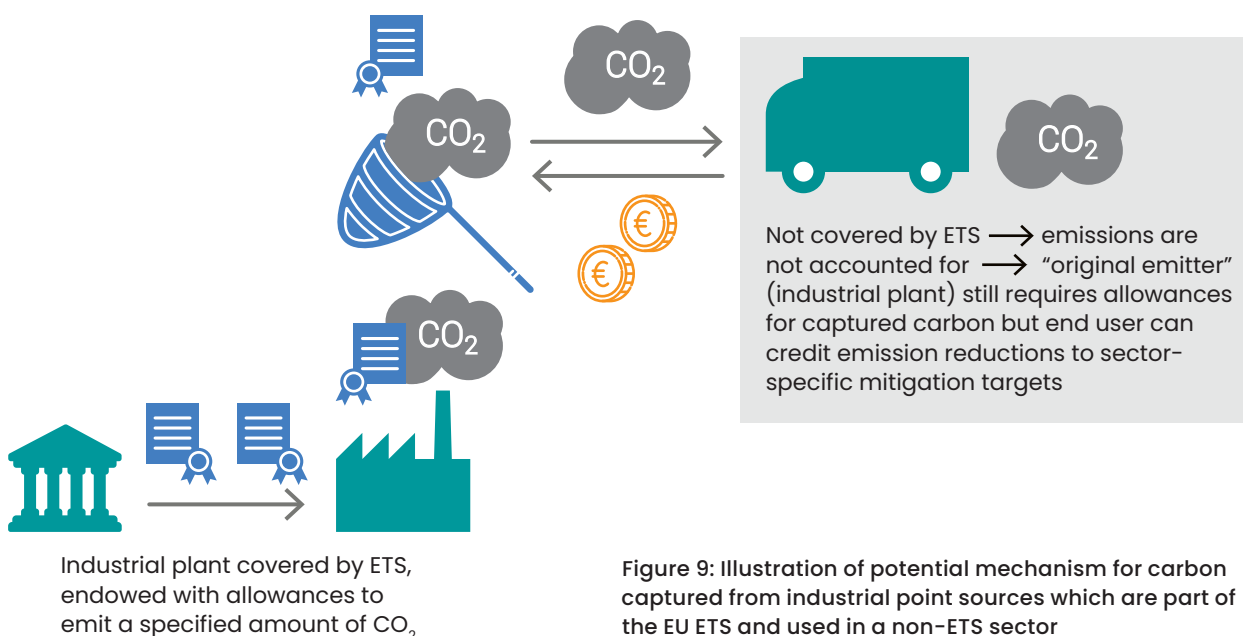 CO₂
CO₂
CO₂
€
€
Not covered by ETS → emissions are
not accounted for → “original emitter”
(industrial plant) still requires allowances
for captured carbon but end user can
credit emission reductions to sector-
specific mitigation targets
CO₂
Industrial plant covered by ETS,
endowed with allowances to
emit a specified amount of CO₂
Figure 9: Illustration of potential mechanism for carbon
captured from industrial point sources which are part of
the EU ETS and used in a non-ETS sector